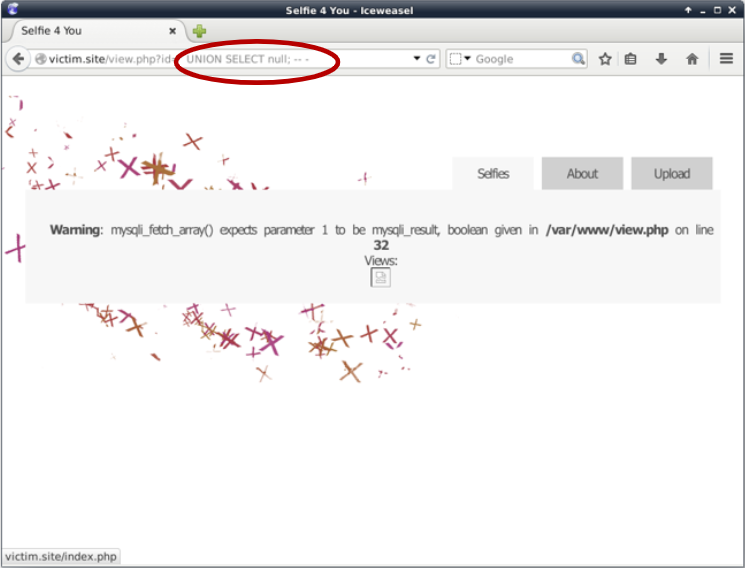 Selfie 4 You - Iceweasel
Selfie 4 You
victim.site/view.php?id=' UNION SELECT null; -- -
Google
Selfies
About
Upload
Warning: mysqli_fetch_array() expects parameter 1 to be mysqli_result, boolean given in /var/www/view.php on line
32
Views:
victim.site/index.php